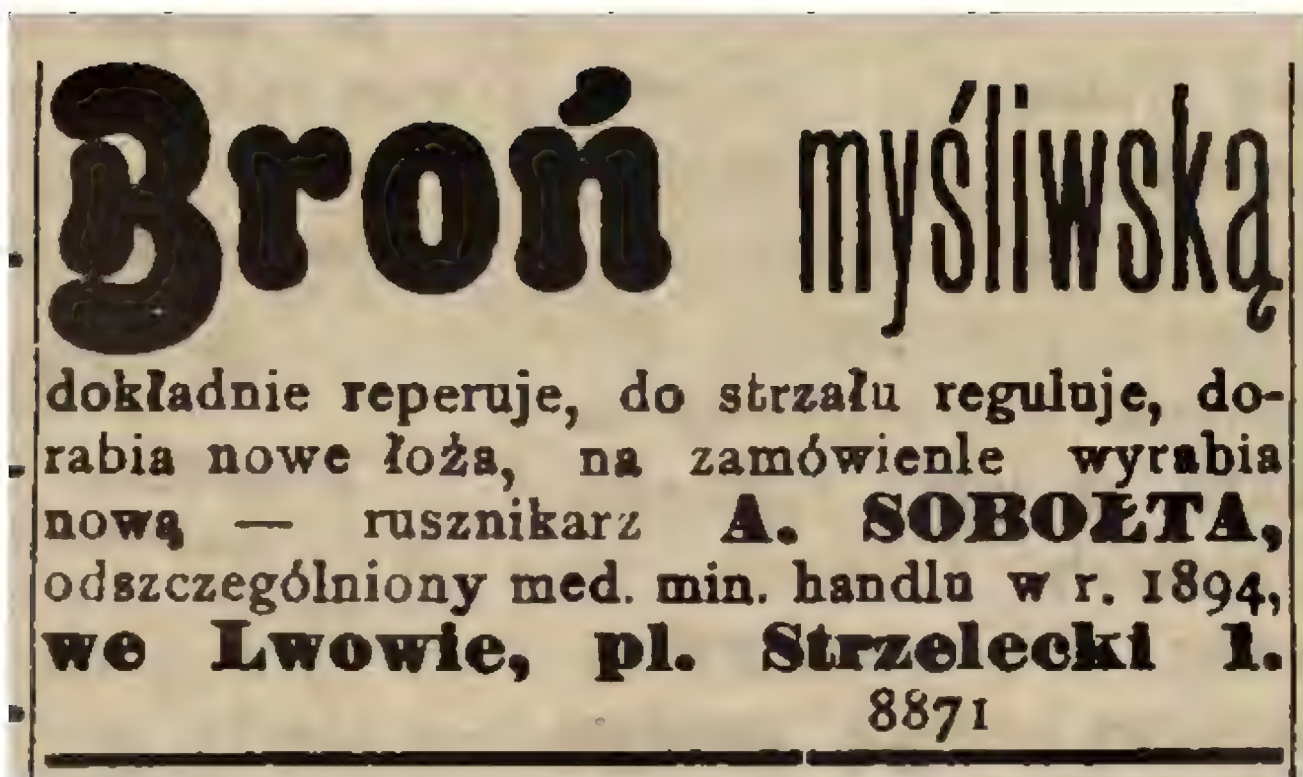 Broń myśliwską
dokładnie reperuje, do strzału reguluje, do-
rabia nowe łoża, na zamówienie wyrabia
nową — rusznikarz A. SOBOŁTA,
odszczególniony med. min. handlu w r. 1894,
we Lwowie, pl. Strzelecki 1.
8871